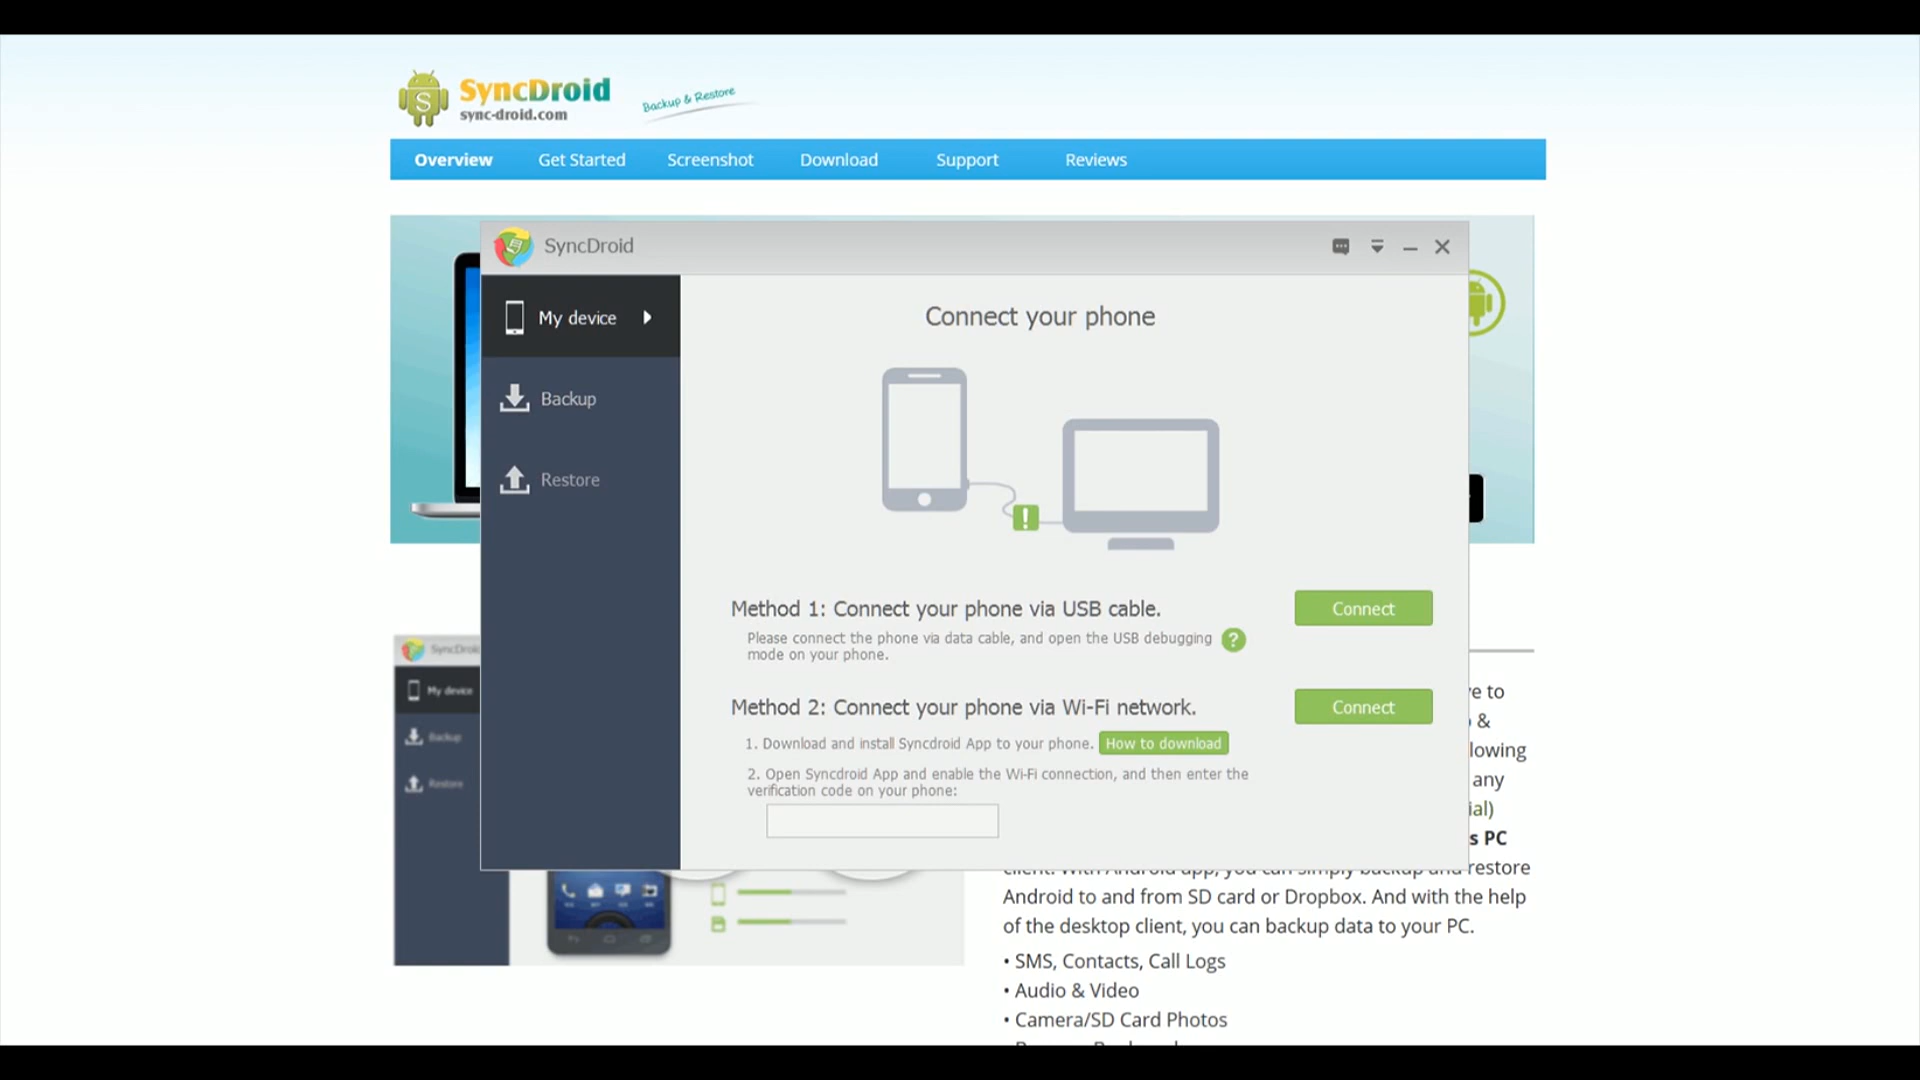 SyncDroid
sync-droid.com
Backup & Restore
Overview Get Started Screenshot Download Support Reviews
SyncDroid
My device
Backup
Restore
Connect your phone
Method 1: Connect your phone via USB cable.
Connect
Please connect the phone via data cable, and open the USB debugging
mode on your phone.
Method 2: Connect your phone via Wi-Fi network.
Connect
1. Download and install Syncdroid App to your phone. How to download
2. Open Syncdroid App and enable the Wi-Fi connection, and then enter the
verification code on your phone:
My device
Backup
Restore
to
&
any
PC
restore
Android to and from SD card or Dropbox. And with the help
of the desktop client, you can backup data to your PC.
• SMS, Contacts, Call Logs
• Audio & Video
• Camera/SD Card Photos